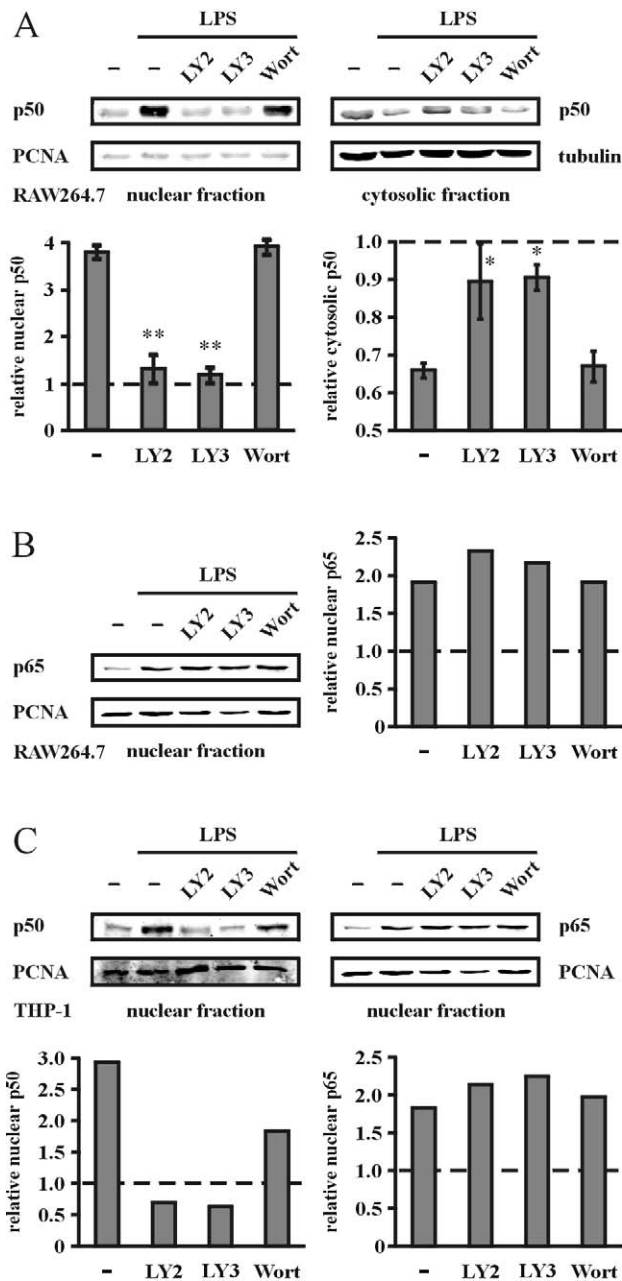 A
LPS
LPS
– – LY2 LY3 Wort
– – LY2 LY3 Wort
p50
p50
PCNA
tubulin
RAW264.7 nuclear fraction
cytosolic fraction
relative nuclear p50
4
3
2
1
0
** **
– LY2 LY3 Wort
relative cytosolic p50
1.0
0.9
0.8
0.7
0.6
0.5
* *
– LY2 LY3 Wort
B
LPS
– – LY2 LY3 Wort
p65
PCNA
RAW264.7 nuclear fraction
relative nuclear p65
2.5
2.0
1.5
1.0
0.5
0
– LY2 LY3 Wort
C
LPS
LPS
– – LY2 LY3 Wort
– – LY2 LY3 Wort
p50
p65
PCNA
PCNA
THP-1 nuclear fraction
nuclear fraction
relative nuclear p50
3.0
2.5
2.0
1.5
1.0
0.5
0
– LY2 LY3 Wort
relative nuclear p65
2.5
2.0
1.5
1.0
0.5
0
– LY2 LY3 Wort